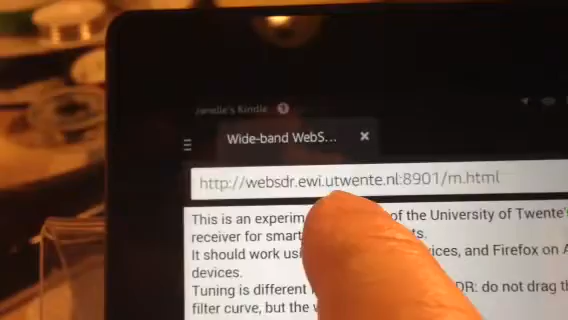 Janelle's Kindle 1
Wide-band WebS...
http://websdr.ewi.utwente.nl:8901/m.html
This is an experim of the University of Twente's
receiver for smart ts.
It should work usi ices, and Firefox on A
devices.
Tuning is different DR: do not drag th
filter curve, but the w